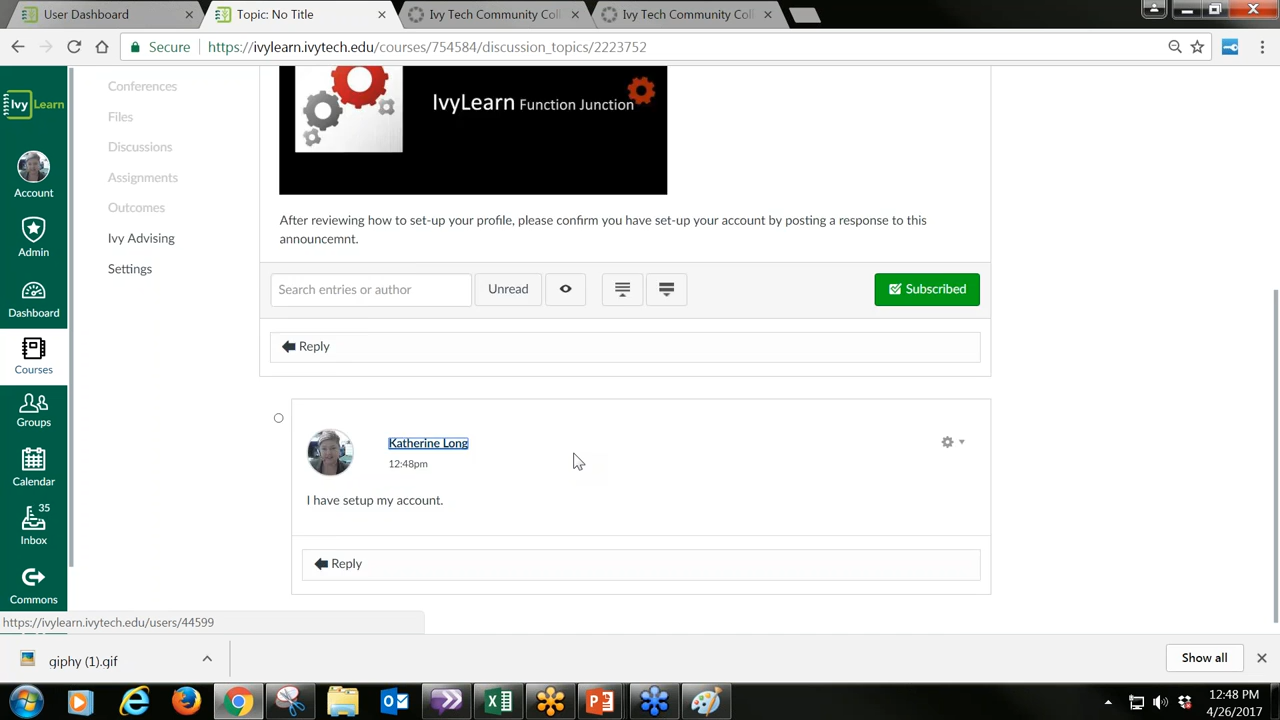 User Dashboard
Topic: No Title
Ivy Tech Community Coll
Ivy Tech Community Coll
Secure
https://ivylearn.ivytech.edu/courses/754584/discussion_topics/2223752
Ivy Learn
Account
Admin
Dashboard
Courses
Groups
Calendar
35
Inbox
Commons
Conferences
Files
Discussions
Assignments
Outcomes
Ivy Advising
Settings
IvyLearn Function Junction
After reviewing how to set-up your profile, please confirm you have set-up your account by posting a response to this
announcemnt.
Search entries or author
Unread
Subscribed
Reply
Katherine Long
12:48pm
I have setup my account.
Reply
https://ivylearn.ivytech.edu/users/44599
giphy (1).gif
Show all
12:48 PM
4/26/2017